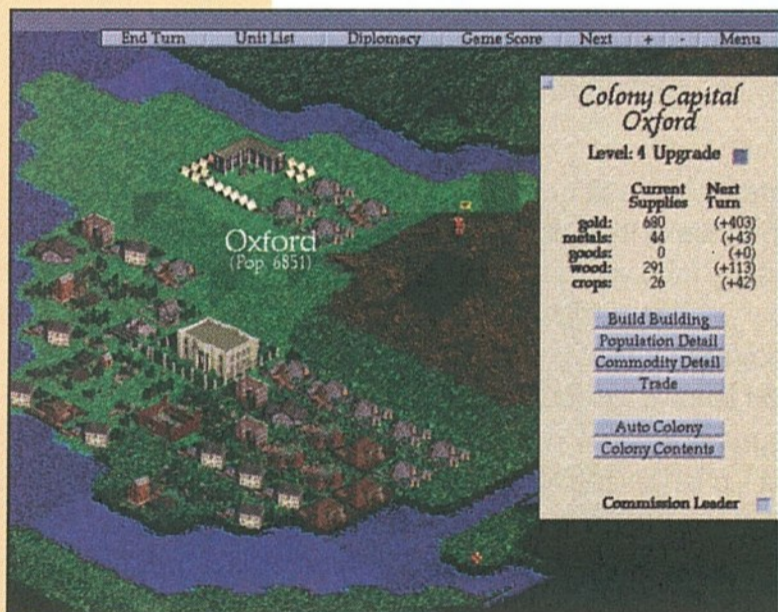 End Turn Unit List Diplomacy Game Score Next + - Menu
Colony Capital
Oxford
Level: 4 Upgrade
Current Next
Supplies Turn
gold: 680 (+403)
metals: 44 (+43)
goods: 0 (+0)
wood: 291 (+113)
crops: 26 (+42)
Build Building
Population Detail
Commodity Detail
Trade
Auto Colony
Colony Contents
Commission Leader
Oxford
(Pop. 6851)